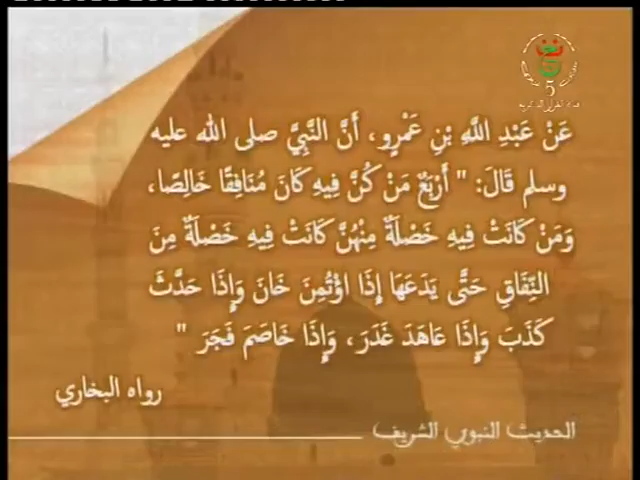 5
عَنْ عَبْدِ اللَّهِ بْنِ عَمْرٍو، أَنَّ النَّبِيَّ صلى الله عليه
وسلم قَالَ: " أَرْبَعٌ مَنْ كُنَّ فِيهِ كَانَ مُنَافِقًا خَالِصًا،
وَمَنْ كَانَتْ فِيهِ خَصْلَةٌ مِنْهُنَّ كَانَتْ فِيهِ خَصْلَةٌ مِنَ
النِّفَاقِ حَتَّى يَدَعَهَا إِذَا اؤْتُمِنَ خَانَ وَإِذَا حَدَّثَ
كَذَبَ وَإِذَا عَاهَدَ غَدَرَ، وَإِذَا خَاصَمَ فَجَرَ "
رواه البخاري
الحديث النبوي الشريف